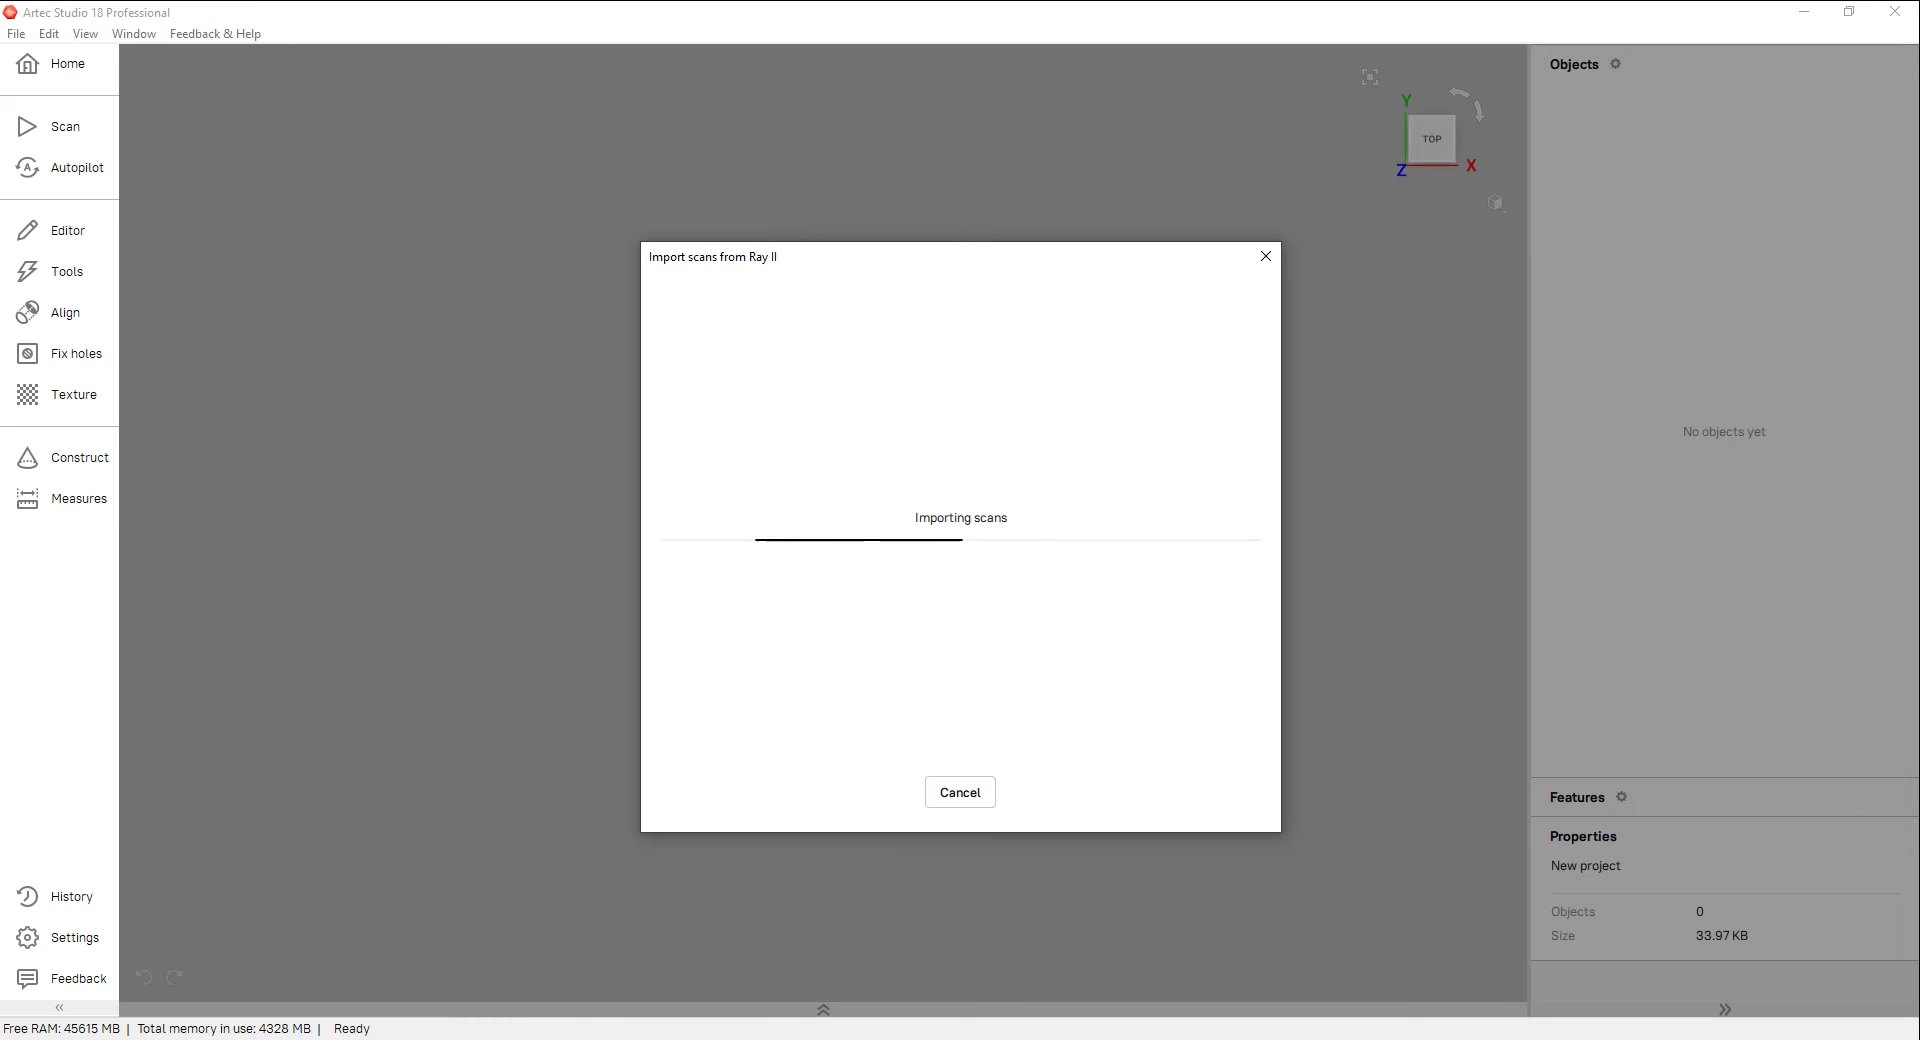 Artec Studio 18 Professional
File Edit View Window Feedback & Help
Home
Scan
Autopilot
Editor
Tools
Align
Fix holes
Texture
Construct
Measures
History
Settings
Feedback
Y
TOP
Z X
Import scans from Ray II
Importing scans
Cancel
Objects
No objects yet
Features
Properties
New project
Objects 0
Size 33.97 KB
Free RAM: 45615 MB | Total memory in use: 4328 MB | Ready